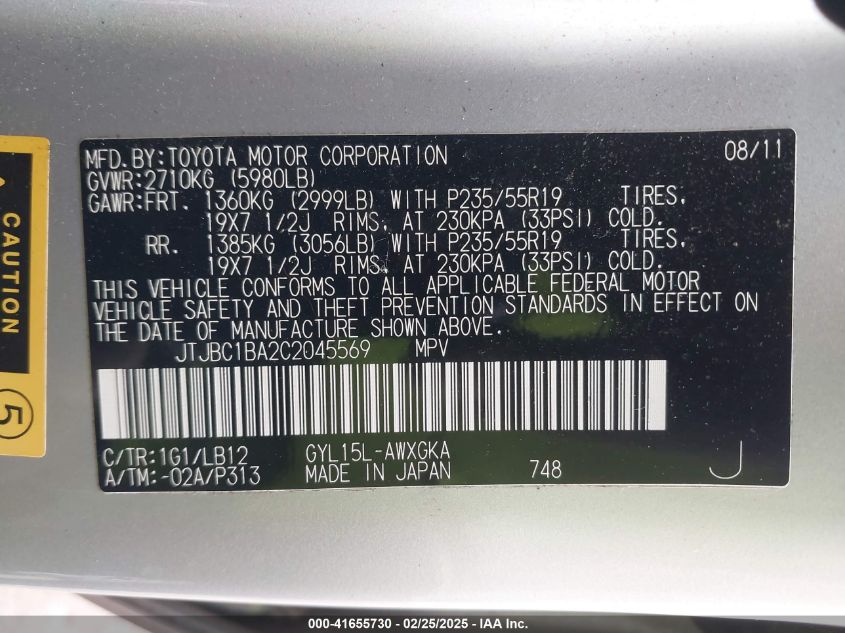 MFD.BY:TOYOTA MOTOR CORPORATION 08/11
GVWR:2710KG (5980LB)
GAWR:FRT. 1360KG (2999LB) WITH P235/55R19 TIRES,
19X7 1/2J RIMS, AT 230KPA (33PSI) COLD.
RR. 1385KG (3056LB) WITH P235/55R19 TIRES,
19X7 1/2J RIMS, AT 230KPA (33PSI) COLD.
THIS VEHICLE CONFORMS TO ALL APPLICABLE FEDERAL MOTOR
VEHICLE SAFETY AND THEFT PREVENTION STANDARDS IN EFFECT ON
THE DATE OF MANUFACTURE SHOWN ABOVE.
JTJBC1BA2C2045569 MPV
C/TR:1G1/LB12 GYL15L-AWXGKA
A/TM:-02A/P313 MADE IN JAPAN 748 J
CAUTION
5
000-41655730 - 02/25/2025 - IAAI Inc.